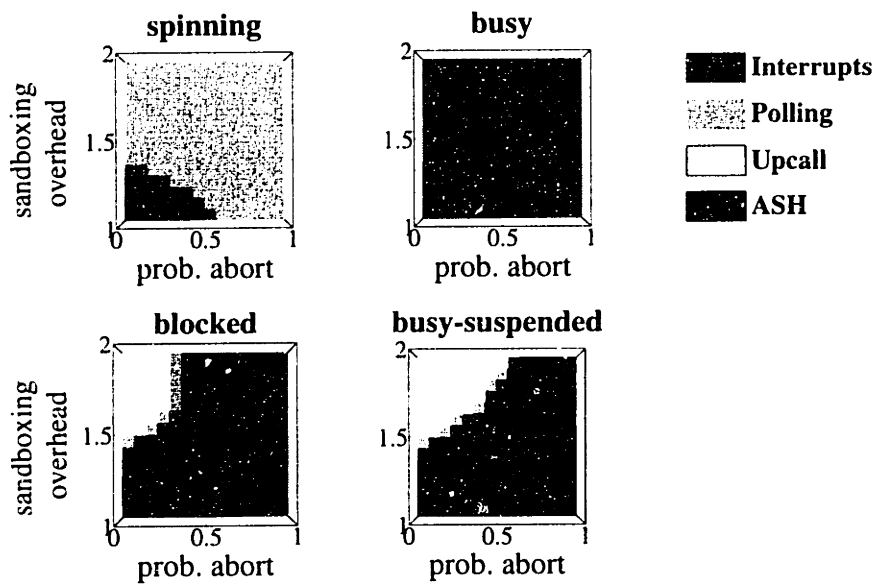 spinning
2
1.5
1
0
0.5
1
sandboxing
overhead
prob. abort
busy
2
1.5
1
0
0.5
1
prob. abort
Interrupts
Polling
Upcall
ASH
blocked
2
1.5
1
0
0.5
1
sandboxing
overhead
prob. abort
busy-suspended
2
1.5
1
0
0.5
1
prob. abort